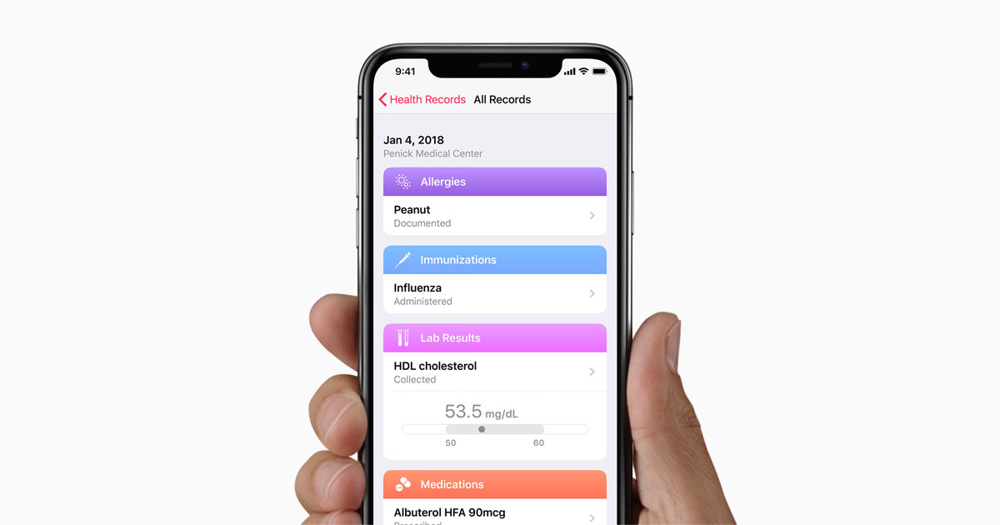 9:41
Health Records All Records
Jan 4, 2018
Penick Medical Center
Allergies
Peanut
Documented
Immunizations
Influenza
Administered
Lab Results
HDL cholesterol
Collected
53.5 mg/dL
50 60
Medications
Albuterol HFA 90mcg
Prescribed